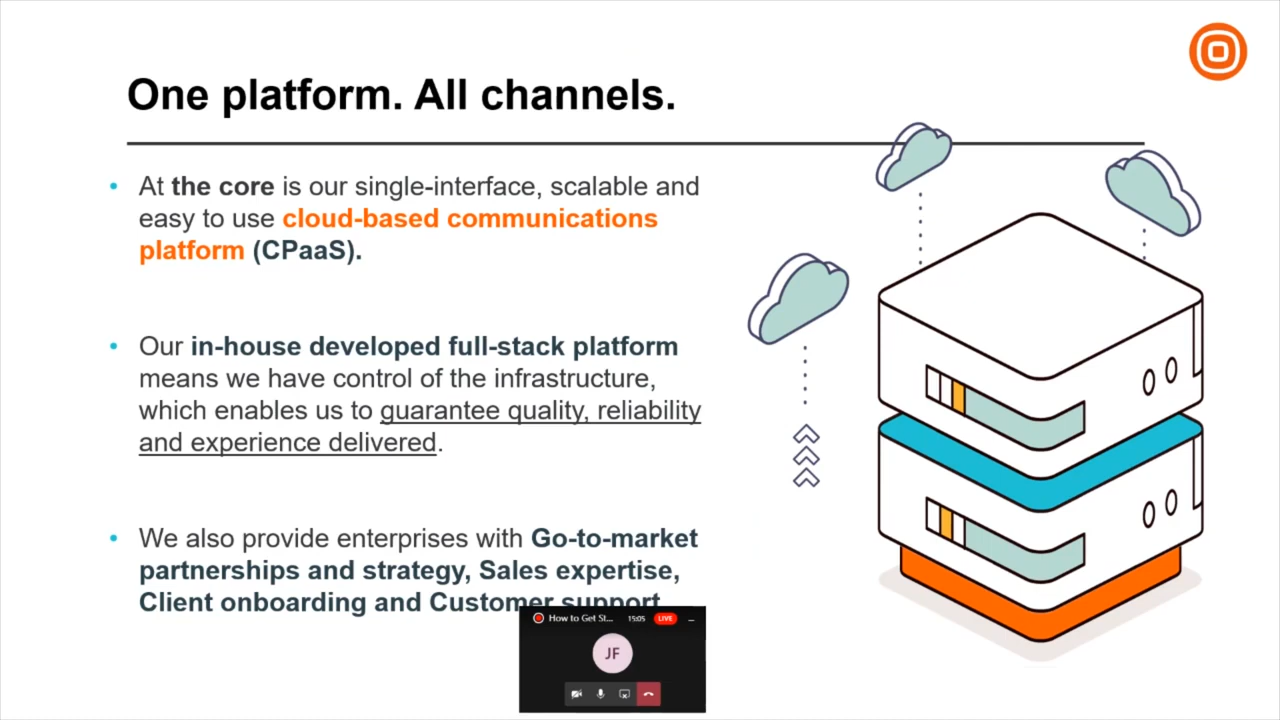 One platform. All channels.
• At the core is our single-interface, scalable and
easy to use cloud-based communications
platform (CPaaS).
• Our in-house developed full-stack platform
means we have control of the infrastructure,
which enables us to guarantee quality, reliability
and experience delivered.
• We also provide enterprises with Go-to-market
partnerships and strategy, Sales expertise,
Client onboarding and Customer support
How to Get St... 15:05 LIVE
JF